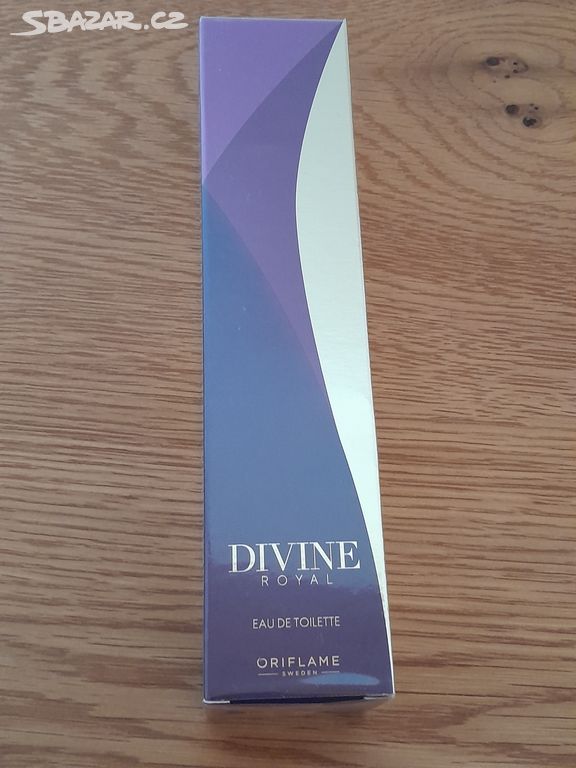 SBAZAR.CZ
DIVINE
ROYAL
EAU DE TOILETTE
ORIFLAME
SWEDEN